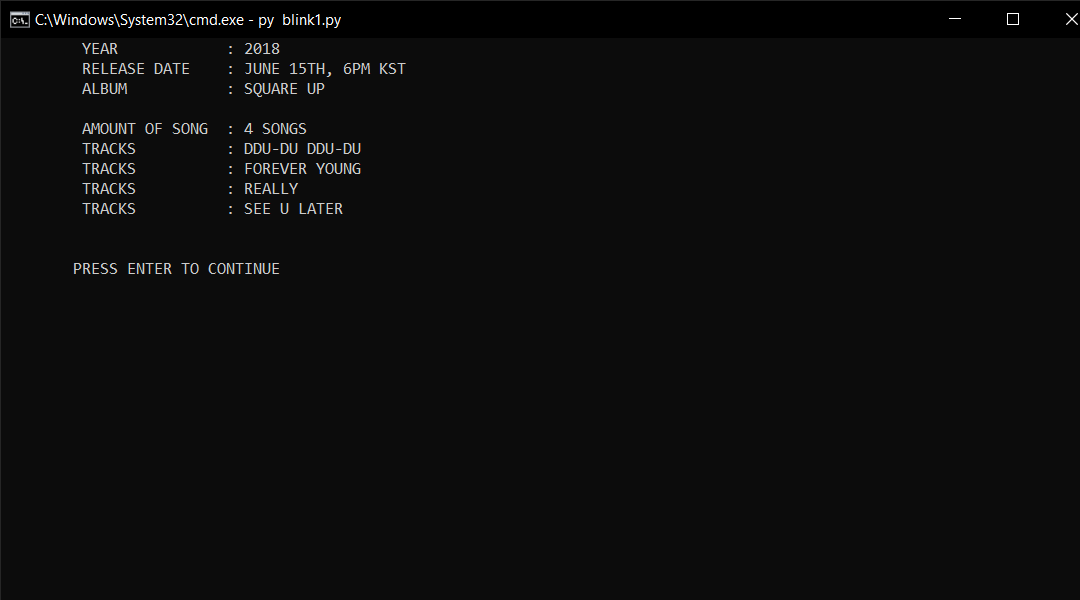 C:\Windows\System32\cmd.exe - py  blink1.py
YEAR : 2018
RELEASE DATE : JUNE 15TH, 6PM KST
ALBUM : SQUARE UP
AMOUNT OF SONG : 4 SONGS
TRACKS : DDU-DU DDU-DU
TRACKS : FOREVER YOUNG
TRACKS : REALLY
TRACKS : SEE U LATER
PRESS ENTER TO CONTINUE